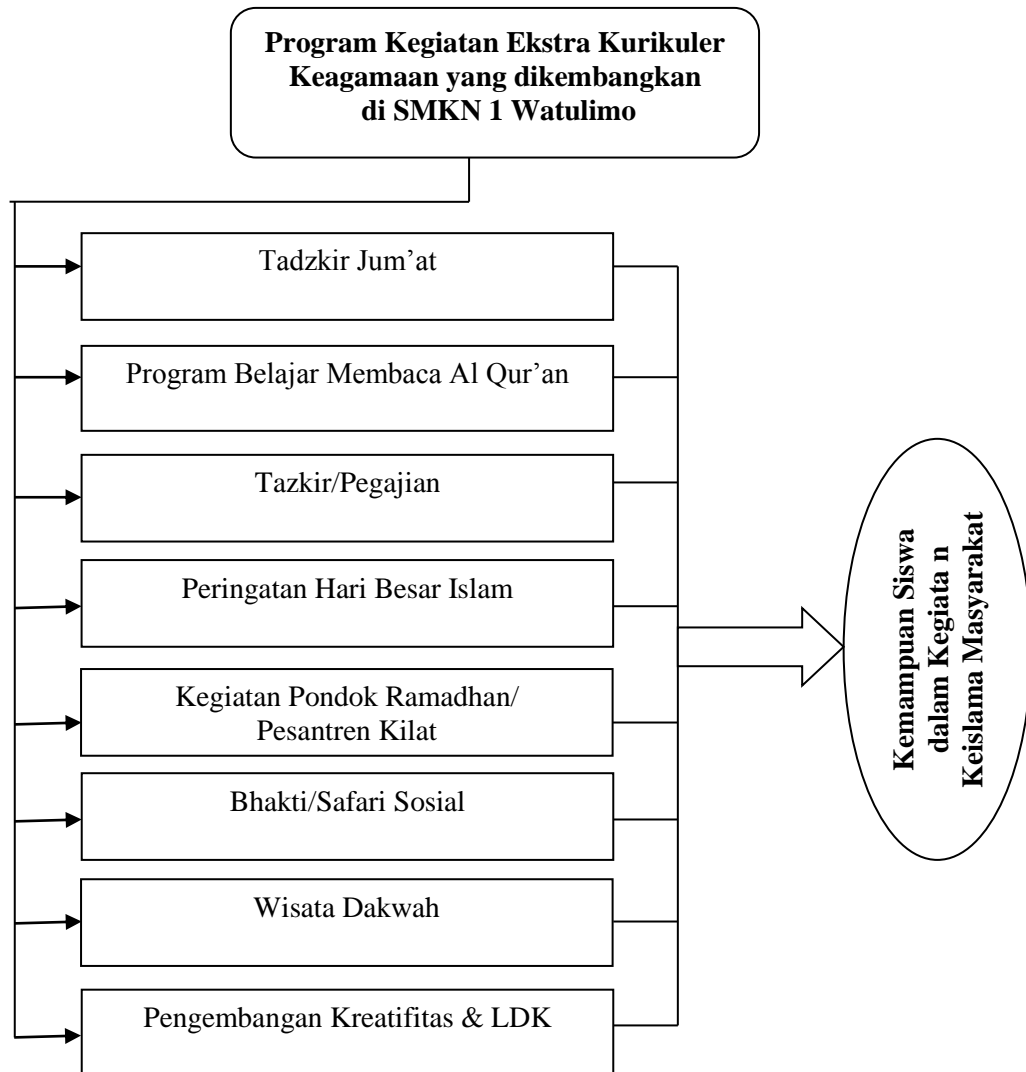 Program Kegiatan Ekstra Kurikuler
Keagamaan yang dikembangkan
di SMKN 1 Watulimo
Tadzkir Jum’at
Program Belajar Membaca Al Qur’an
Tazkir/Pegajian
Peringatan Hari Besar Islam
Kegiatan Pondok Ramadhan/
Pesantren Kilat
Bhakti/Safari Sosial
Wisata Dakwah
Pengembangan Kreatifitas & LDK
Kemampuan Siswa
dalam Kegiata n
Keislama Masyarakat